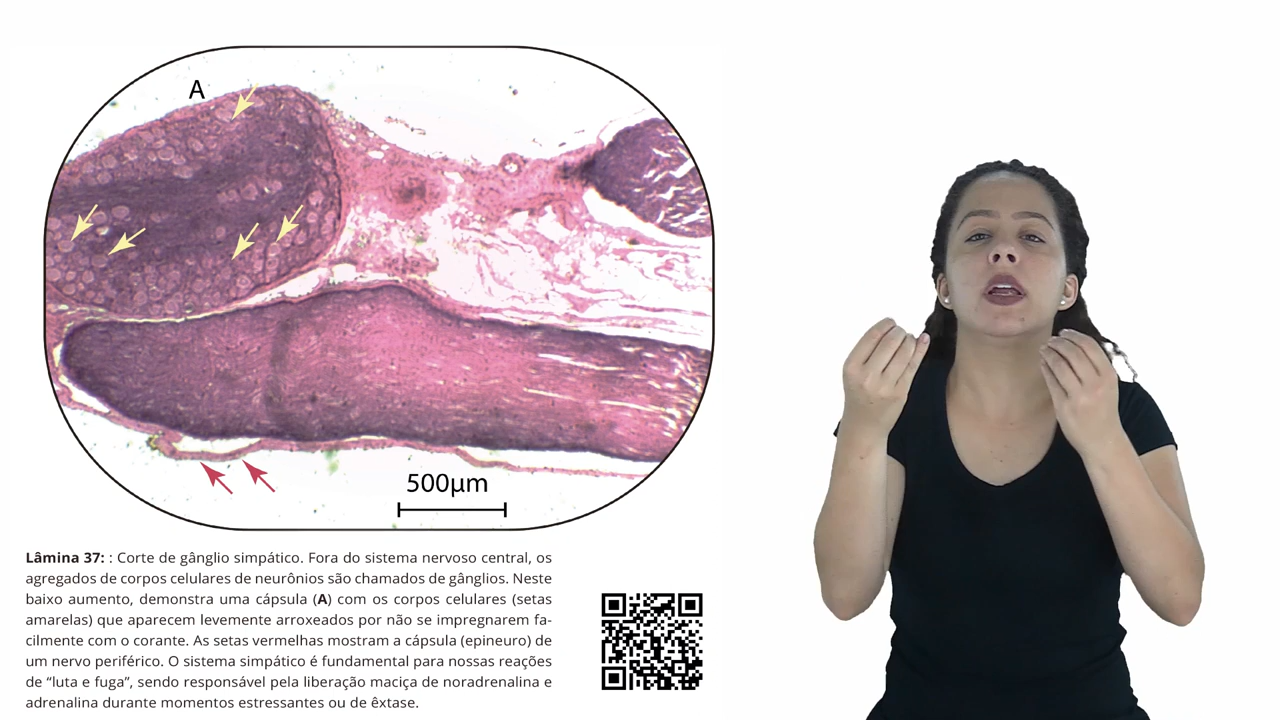 A
500µm
Lâmina 37: : Corte de gânglio simpático. Fora do sistema nervoso central, os
agregados de corpos celulares de neurônios são chamados de gânglios. Neste
baixo aumento, demonstra uma cápsula (A) com os corpos celulares (setas
amarelas) que aparecem levemente arroxeados por não se impregnarem fa-
cilmente com o corante. As setas vermelhas mostram a cápsula (epineuro) de
um nervo periférico. O sistema simpático é fundamental para nossas reações
de “luta e fuga”, sendo responsável pela liberação maciça de noradrenalina e
adrenalina durante momentos estressantes ou de êxtase.